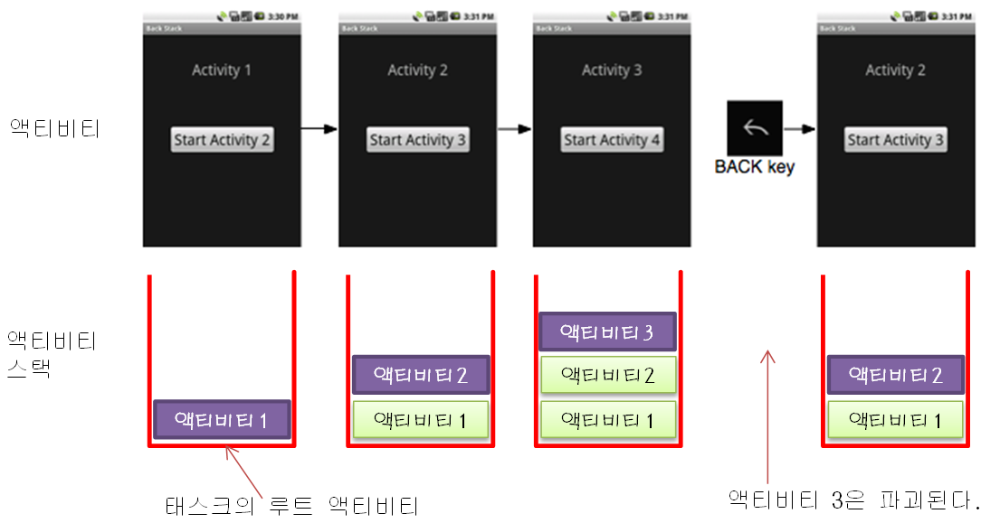 3:30 PM
Back Stack
Activity 1
Start Activity 2
3:31 PM
Back Stack
Activity 2
Start Activity 3
3:31 PM
Back Stack
Activity 3
Start Activity 4
BACK key
3:31 PM
Back Stack
Activity 2
Start Activity 3
액티비티
액티비티
스택
액티비티1
액티비티2
액티비티1
액티비티3
액티비티2
액티비티1
액티비티2
액티비티1
태스크의 루트 액티비티
액티비티 3은 파괴된다.